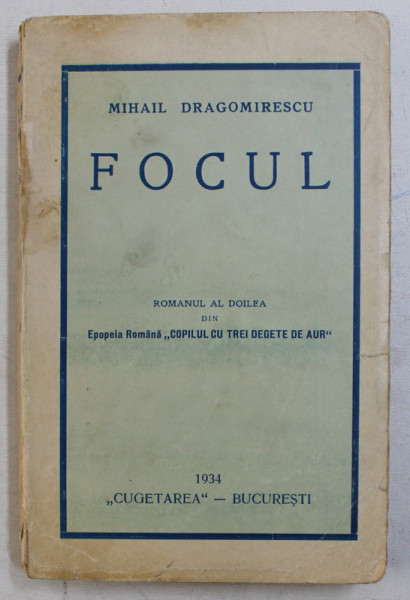 MIHAIL DRAGOMIRESCU
FOCUL
ROMANUL AL DOILEA
DIN
Epopeia Română „COPILUL CU TREI DEGETE DE AUR“
1934
„CUGETAREA“ — BUCUREȘTI